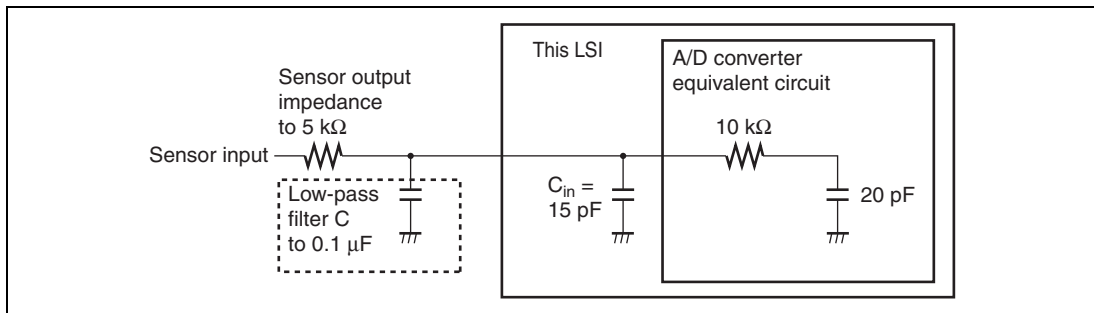 This LSI
A/D converter
equivalent circuit
Sensor output
impedance
to 5 kΩ
10 kΩ
Sensor input
Low-pass
filter C
to 0.1 μF
Cin =
15 pF
20 pF